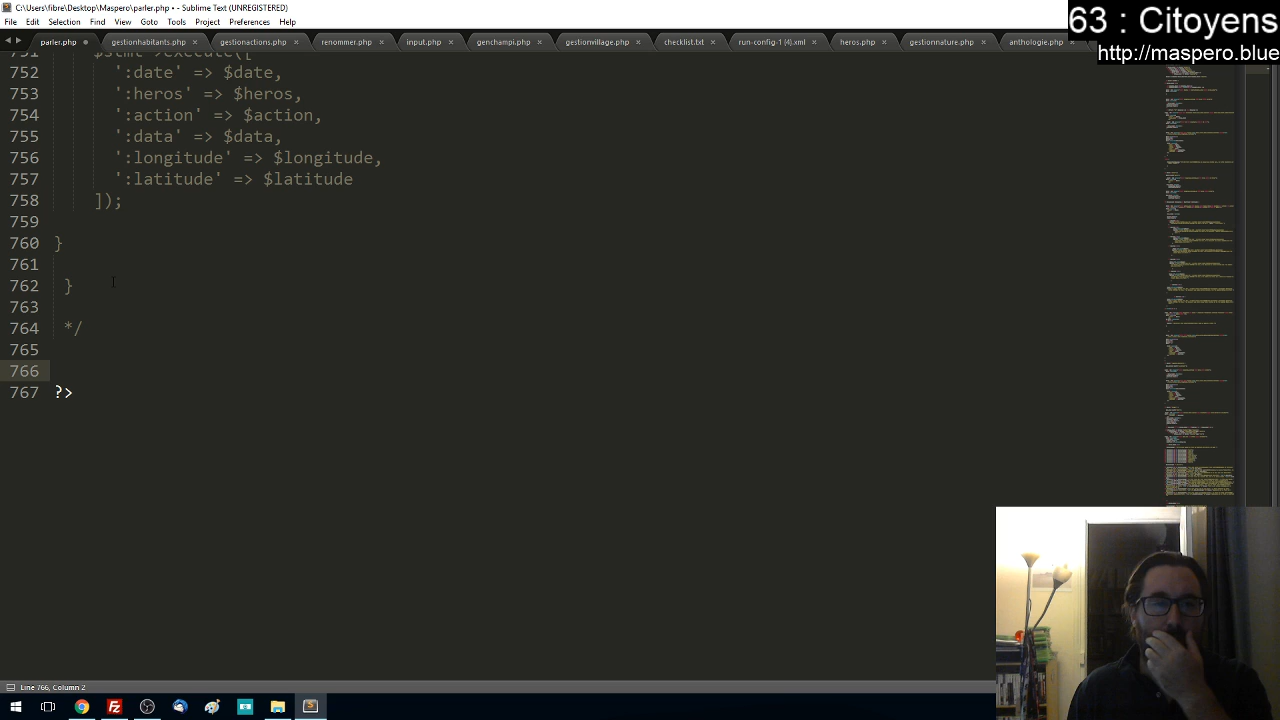 C:\Users\fibre\Desktop\Maspero\parler.php • - Sublime Text (UNREGISTERED)
File Edit Selection Find View Goto Tools Project Preferences Help
63 : Citoyens
http://maspero.blue
parler.php gestionhabitants.php gestionactions.php renommer.php input.php genchampi.php gestionvillage.php checklist.txt run-config-1 (4).xml heros.php gestionnature.php anthologie.php
751 $stmt->execute([
752 ':date' => $date,
753 ':heros' => $heros,
754 ':action' => $action,
755 ':data' => $data,
756 ':longitude' => $longitude,
757 ':latitude' => $latitude
758 ]);
759
760 }
761
762 }
763
764 */
765
766
767 ?>
Line 766, Column 2